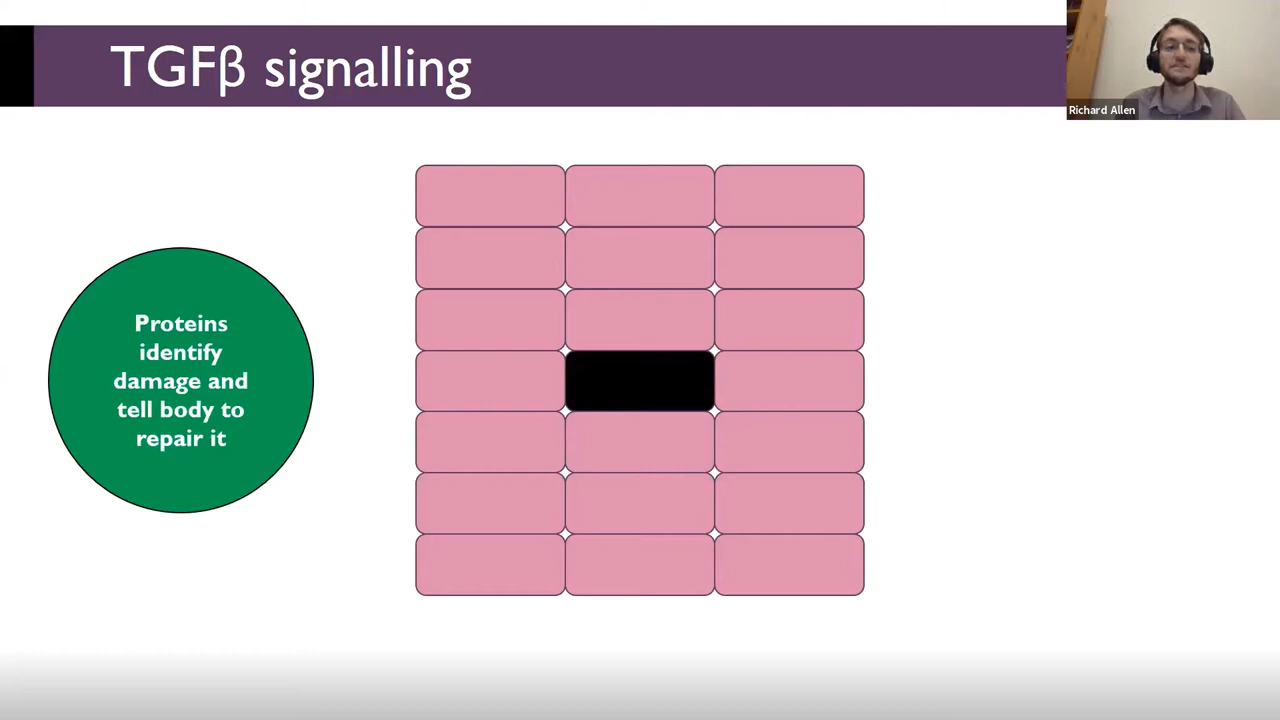 TGFβ signalling
Richard Allen
Proteins
identify
damage and
tell body to
repair it